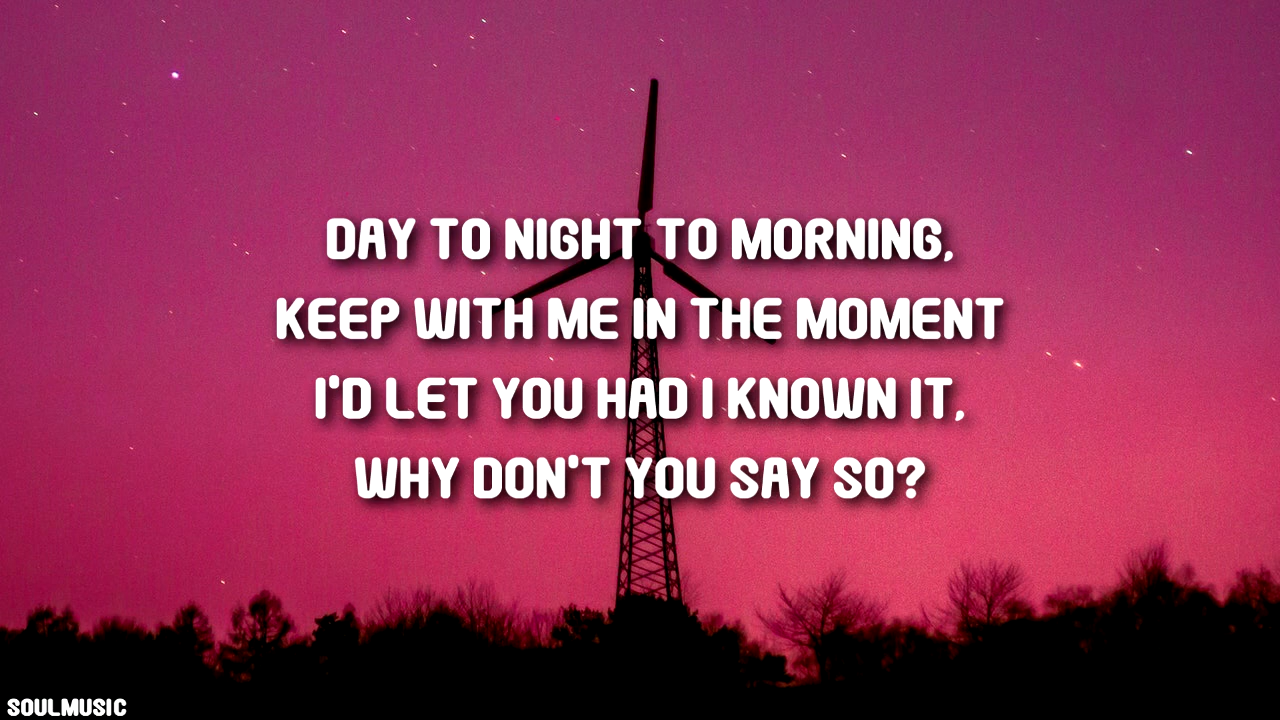 DAY TO NIGHT TO MORNING,
KEEP WITH ME IN THE MOMENT
I'D LET YOU HAD I KNOWN IT,
WHY DON'T YOU SAY SO?
SOULMUSIC